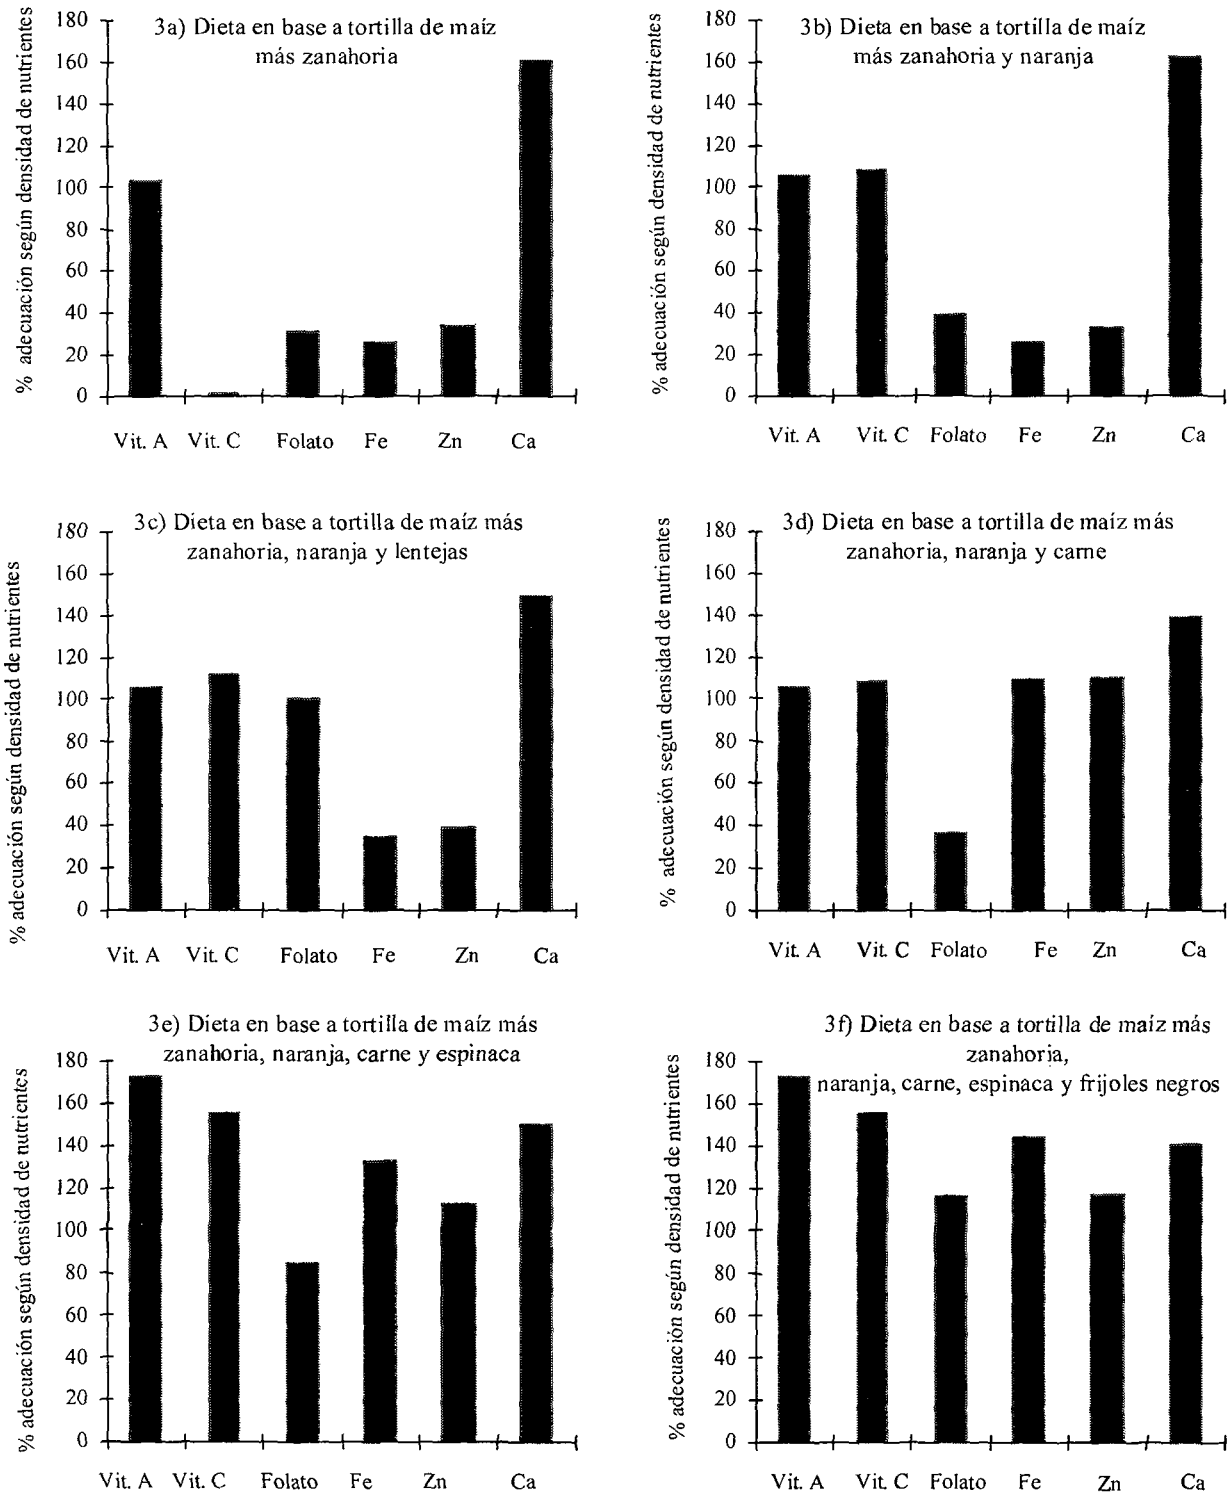 3a) Dieta en base a tortilla de maíz
más zanahoria
% adecuación según densidad de nutrientes
180
160
140
120
100
80
60
40
20
0
Vit. A Vit. C Folato Fe Zn Ca
3b) Dieta en base a tortilla de maíz
más zanahoria y naranja
% adecuación según densidad de nutrientes
180
160
140
120
100
80
60
40
20
0
Vit. A Vit. C Folato Fe Zn Ca
3c) Dieta en base a tortilla de maíz más
zanahoria, naranja y lentejas
% adecuación según densidad de nutrientes
180
160
140
120
100
80
60
40
20
0
Vit. A Vit. C Folato Fe Zn Ca
3d) Dieta en base a tortilla de maíz más
zanahoria, naranja y carne
% adecuación según densidad de nutrientes
180
160
140
120
100
80
60
40
20
0
Vit. A Vit. C Folato Fe Zn Ca
3e) Dieta en base a tortilla de maíz más
zanahoria, naranja, carne y espinaca
% adecuación según densidad de nutrientes
180
160
140
120
100
80
60
40
20
0
Vit. A Vit. C Folato Fe Zn Ca
3f) Dieta en base a tortilla de maíz más
zanahoria,
naranja, carne, espinaca y frijoles negros
% adecuación según densidad de nutrientes
180
160
140
120
100
80
60
40
20
0
Vit. A Vit. C Folato Fe Zn Ca